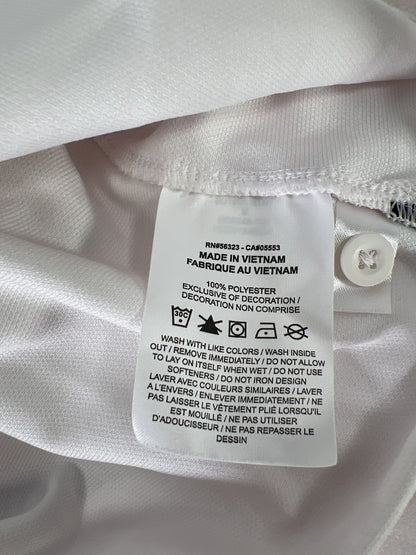 RN#56323 - CA#05553
MADE IN VIETNAM
FABRIQUE AU VIETNAM
100% POLYESTER
EXCLUSIVE OF DECORATION /
DECORATION NON COMPRISE
30C
WASH WITH LIKE COLORS / WASH INSIDE
OUT / REMOVE IMMEDIATELY / DO NOT ALLOW
TO LAY ON ITSELF WHEN WET / DO NOT USE
SOFTENERS / DO NOT IRON DESIGN
LAVER AVEC COULEURS SIMILAIRES / LAVER
A L'ENVERS / ENLEVER IMMEDIATEMENT / NE
PAS LAISSER LE VÊTEMENT PLIÉ LORSQU'IL
EST MOUILLÉ / NE PAS UTILISER
D'ADOUCISSEUR / NE PAS REPASSER LE
DESSIN